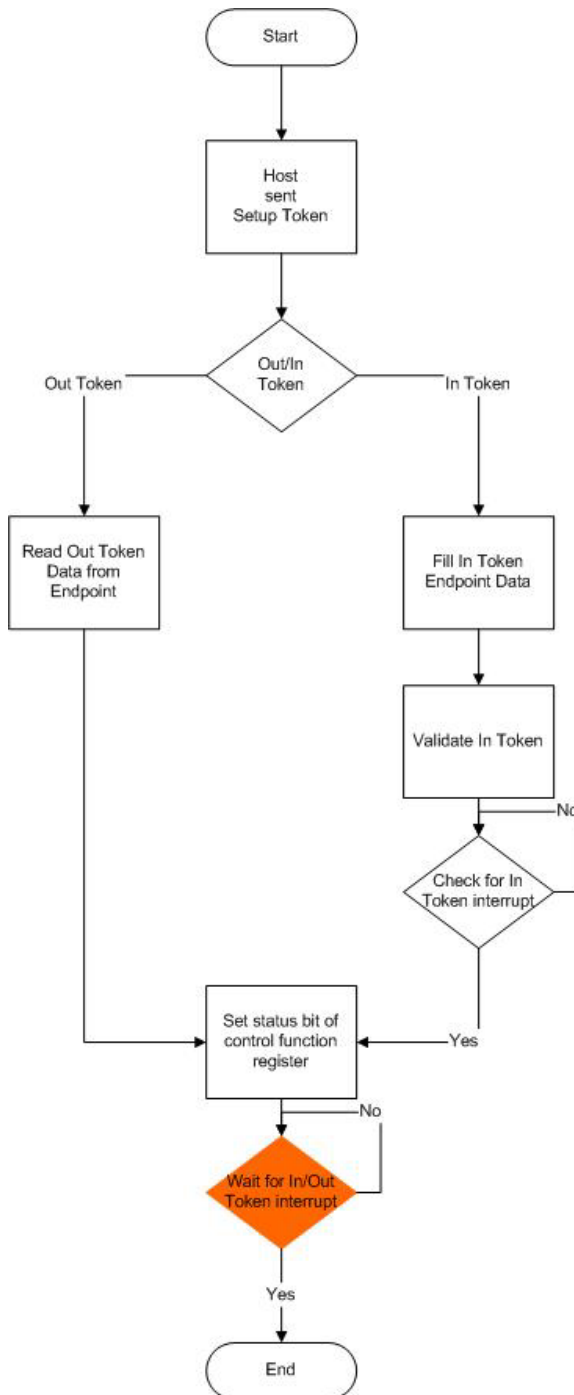 Start
Host
sent
Setup Token
Out/In
Token
Out Token
In Token
Read Out Token
Data from
Endpoint
Fill In Token
Endpoint Data
Validate In Token
No
Check for In
Token interrupt
Set status bit of
control function
register
Yes
No
Wait for In/Out
Token interrupt
Yes
End